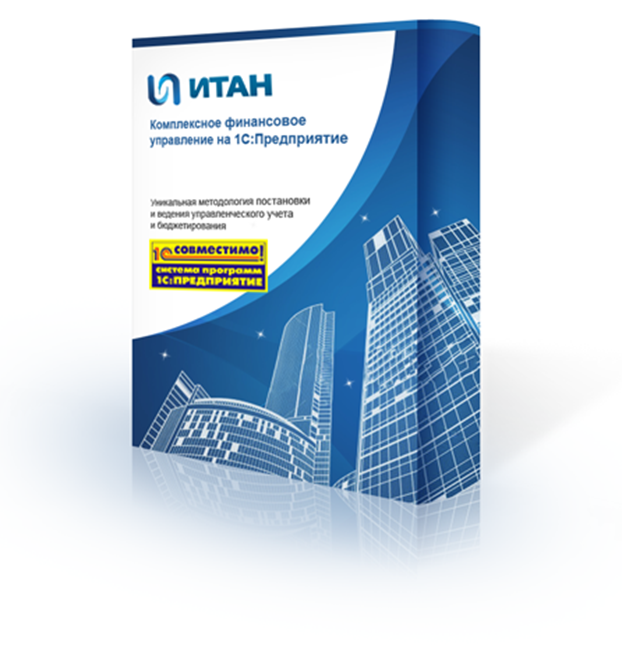 ИТАН
Комплексное финансовое
управление на 1С:Предприятие
Уникальная методология постановки
и ведения управленческого учета
и бюджетирования
1С совместимо!
система программ
1С:ПРЕДПРИЯТИЕ